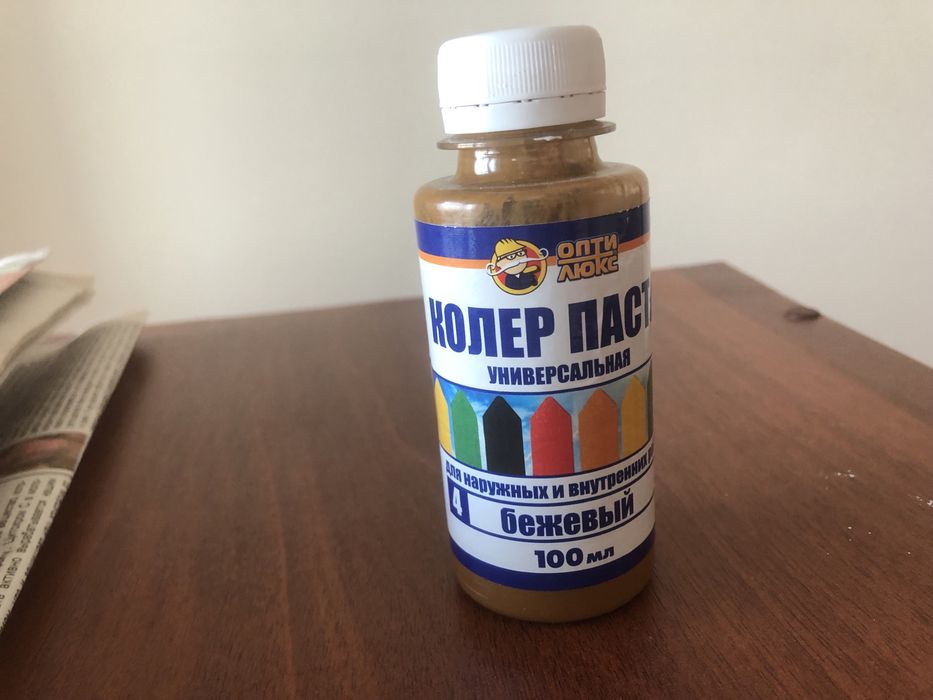 ОПТИ
ЛЮКС
КОЛЕР ПАСТ
УНИВЕРСАЛЬНАЯ
для наружных и внутренних
4 бежевый
100 мл